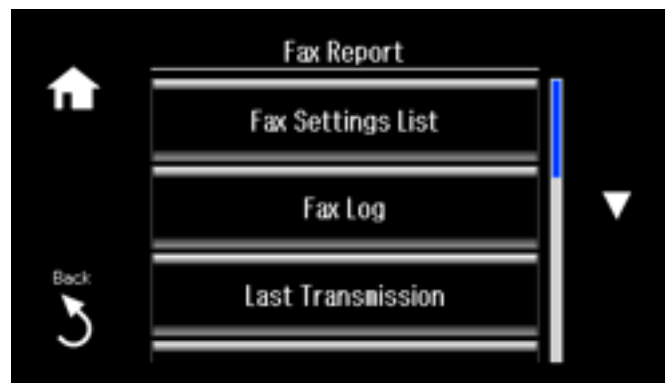 Fax Report
Fax Settings List
Fax Log
Back
Last Transmission